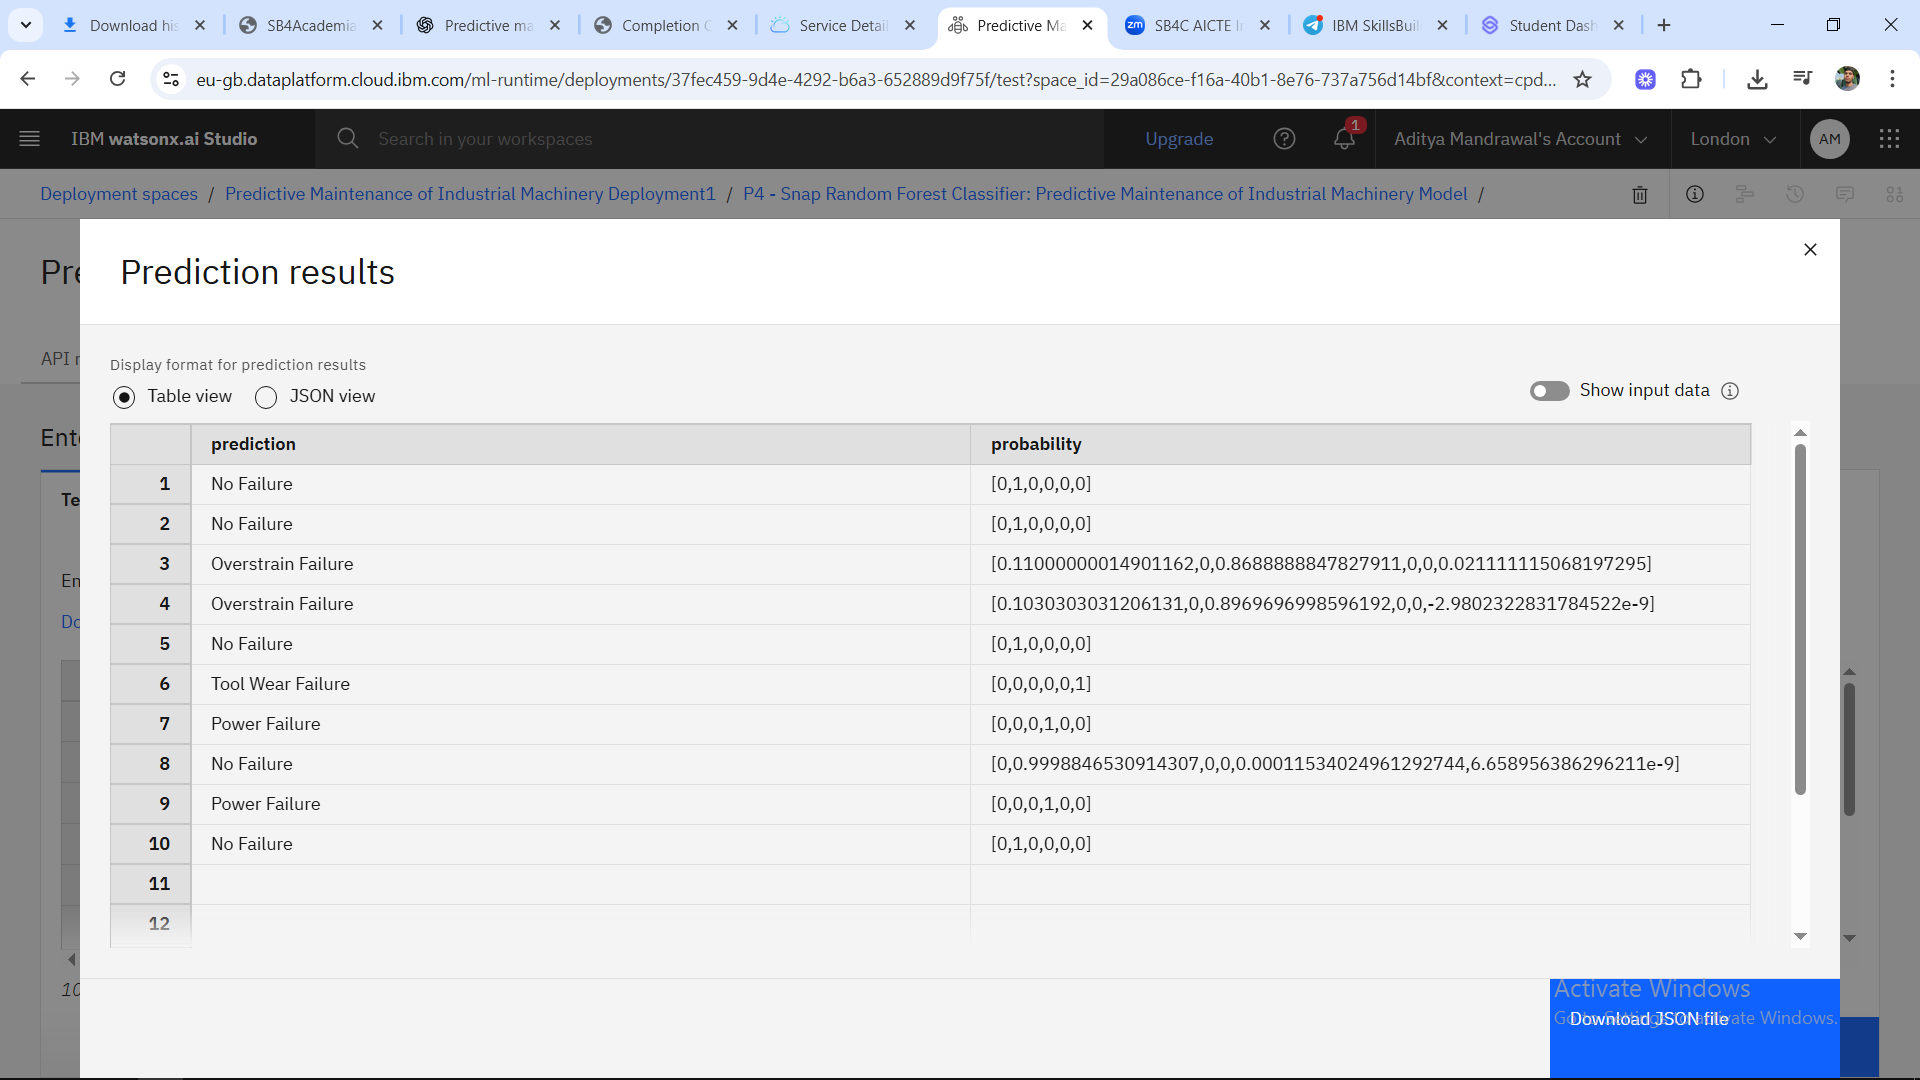 Download his
SB4Academia
Predictive ma
Completion C
Service Detail
Predictive Ma
zm
SB4C AICTE In
IBM SkillsBuil
Student Dash
eu-gb.dataplatform.cloud.ibm.com/ml-runtime/deployments/37fec459-9d4e-4292-b6a3-652889d9f75f/test?space_id=29a086ce-f16a-40b1-8e76-737a756d14bf&context=cpd...
IBM watsonx.ai Studio
Search in your workspaces
Upgrade
1
Aditya Mandrawal's Account
London
AM
Deployment spaces / Predictive Maintenance of Industrial Machinery Deployment1 / P4 - Snap Random Forest Classifier: Predictive Maintenance of Industrial Machinery Model /
Pre
Prediction results
API r
Display format for prediction results
Table view
JSON view
Show input data
Ente
prediction probability
1 No Failure [0,1,0,0,0,0]
Te
2 No Failure [0,1,0,0,0,0]
3 Overstrain Failure [0.11000000014901162,0,0.8688888847827911,0,0,0.021111115068197295]
En
4 Overstrain Failure [0.1030303031206131,0,0.8969696998596192,0,0,-2.9802322831784522e-9]
Do
5 No Failure [0,1,0,0,0,0]
6 Tool Wear Failure [0,0,0,0,0,1]
7 Power Failure [0,0,0,1,0,0]
8 No Failure [0,0.9998846530914307,0,0,0.00011534024961292744,6.658956386296211e-9]
9 Power Failure [0,0,0,1,0,0]
10 No Failure [0,1,0,0,0,0]
11
12
10
Activate Windows
Go to Settings to activate Windows.
Download JSON file